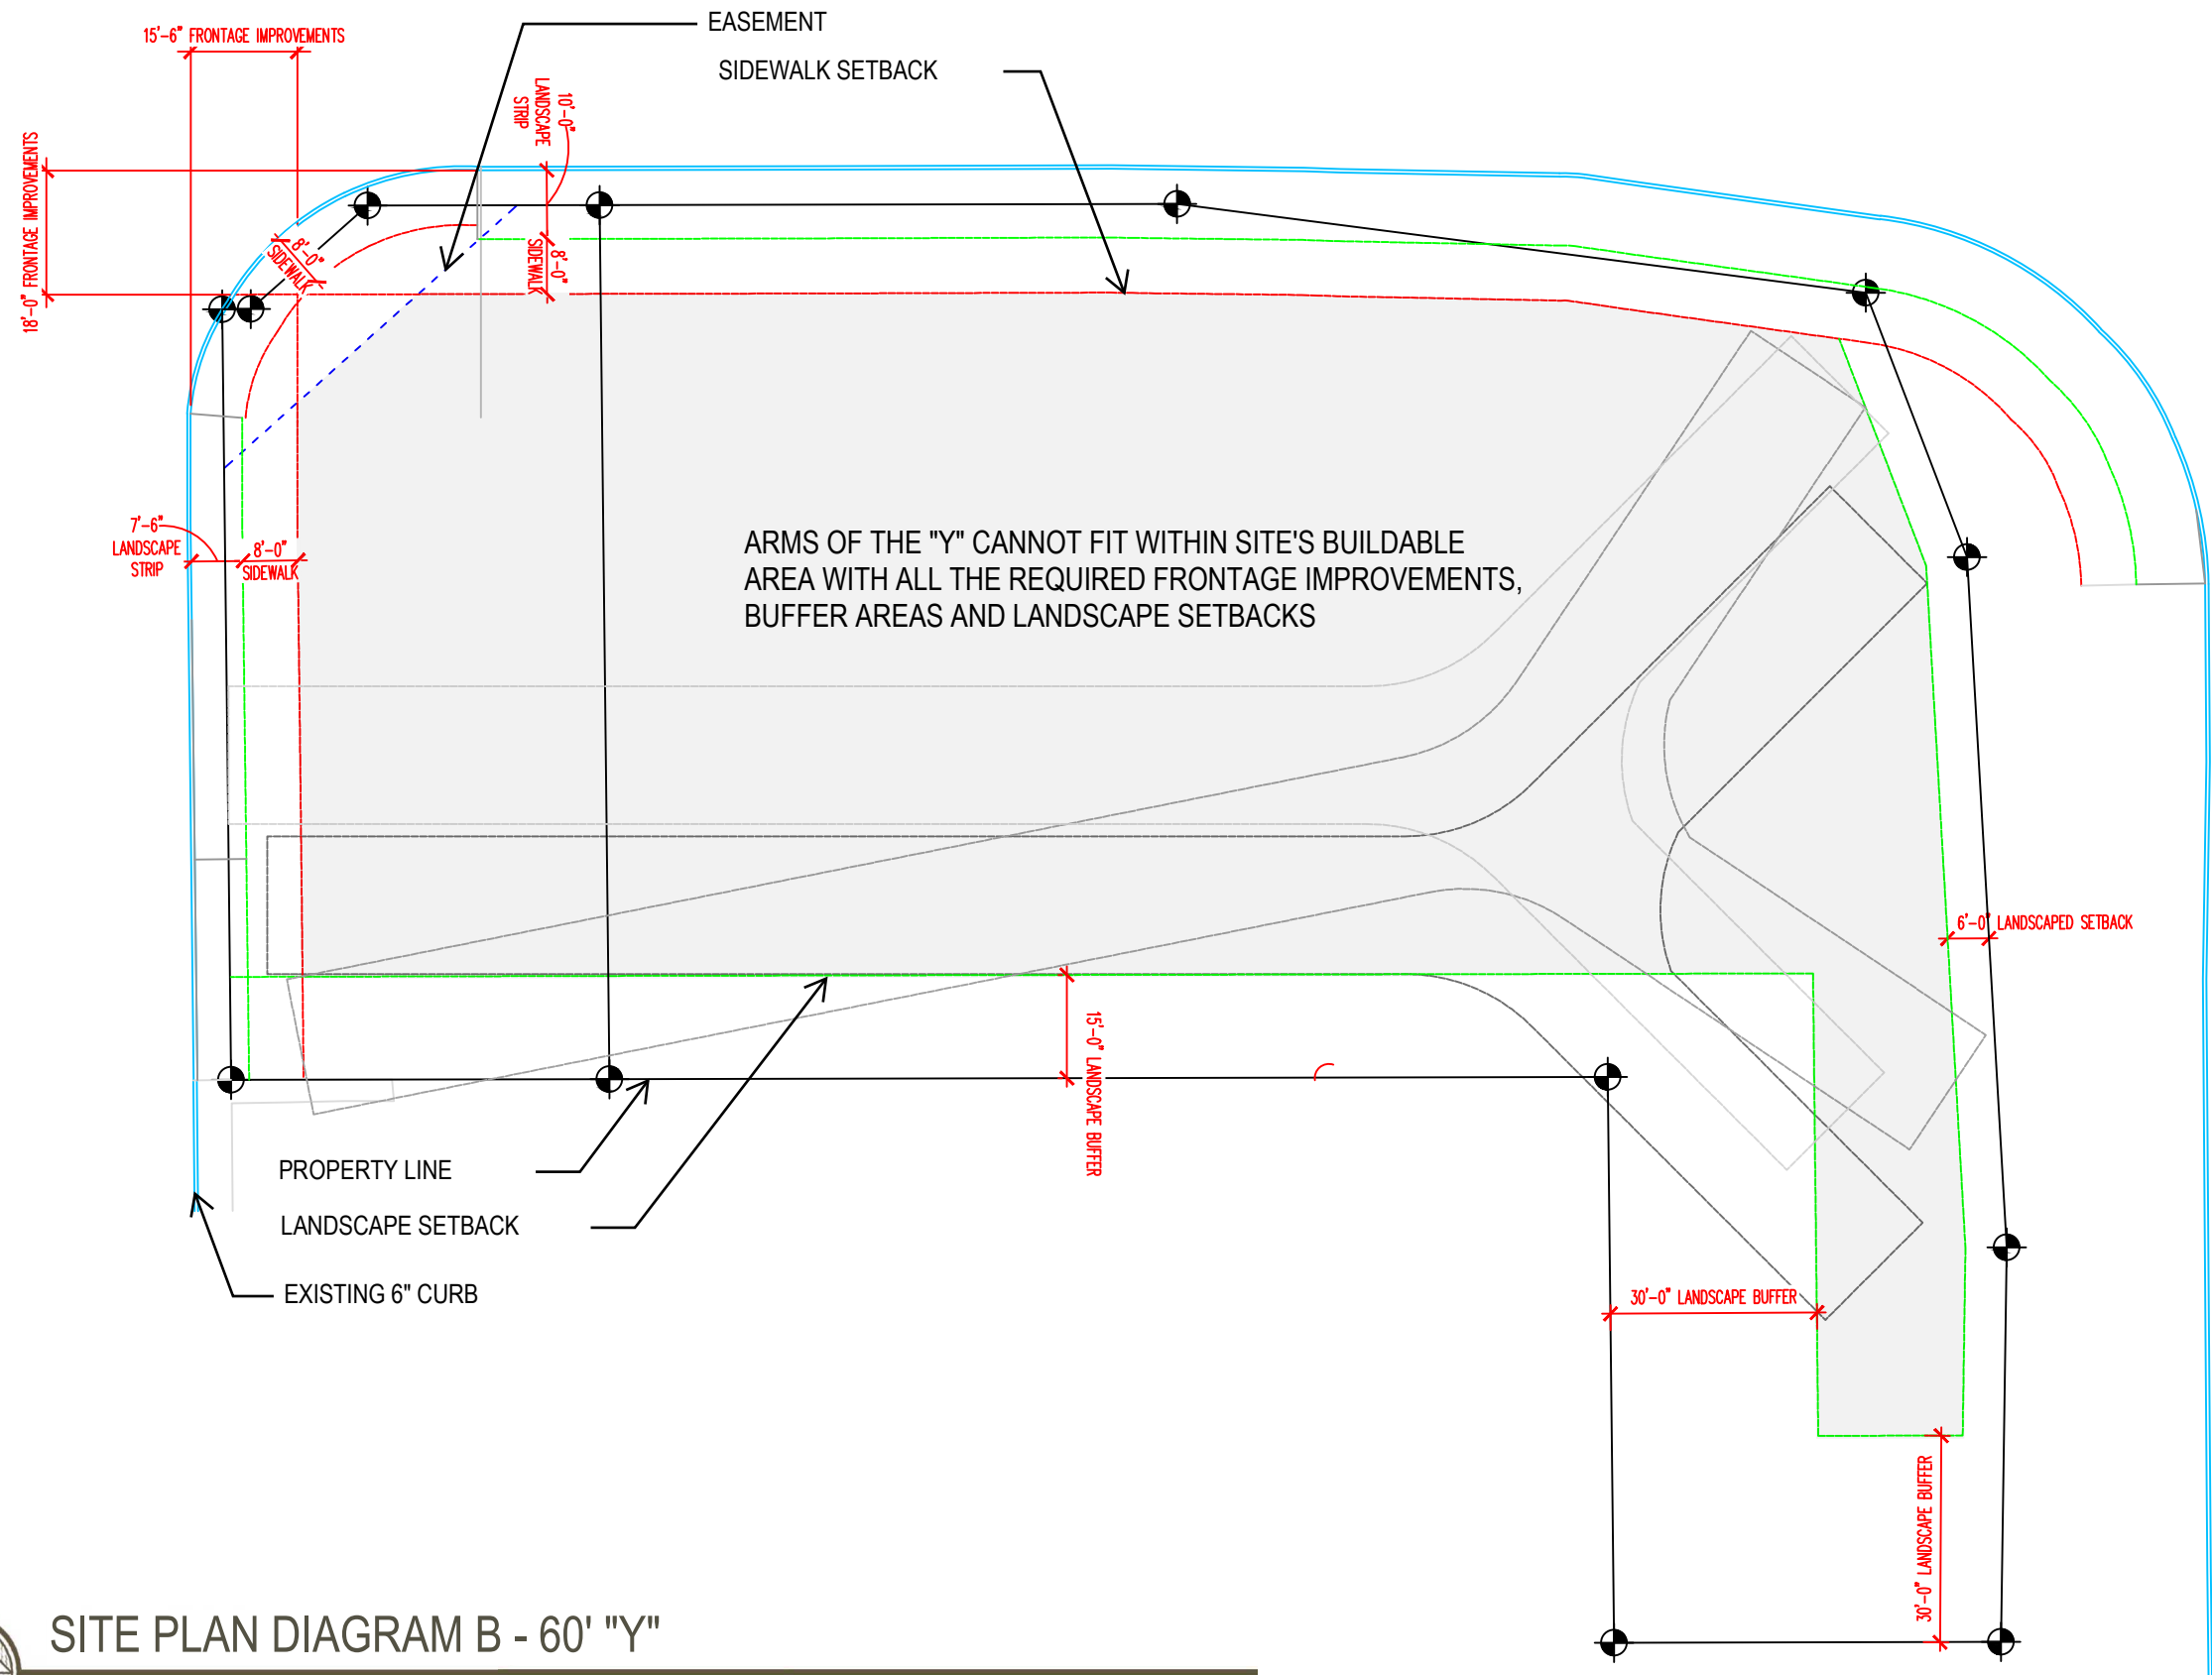 EASEMENT
15'-6" FRONTAGE IMPROVEMENTS
SIDEWALK SETBACK
10'-0"
LANDSCAPE
STRIP
18'-0" FRONTAGE IMPROVEMENTS
8'-0"
SIDEWALK
8'-0"
SIDEWALK
7'-6"
LANDSCAPE
STRIP
8'-0"
SIDEWALK
ARMS OF THE "Y" CANNOT FIT WITHIN SITE'S BUILDABLE
AREA WITH ALL THE REQUIRED FRONTAGE IMPROVEMENTS,
BUFFER AREAS AND LANDSCAPE SETBACKS
6'-0" LANDSCAPED SETBACK
15'-0" LANDSCAPE BUFFER
PROPERTY LINE
LANDSCAPE SETBACK
EXISTING 6" CURB
30'-0" LANDSCAPE BUFFER
30'-0" LANDSCAPE BUFFER
SITE PLAN DIAGRAM B - 60' "Y"